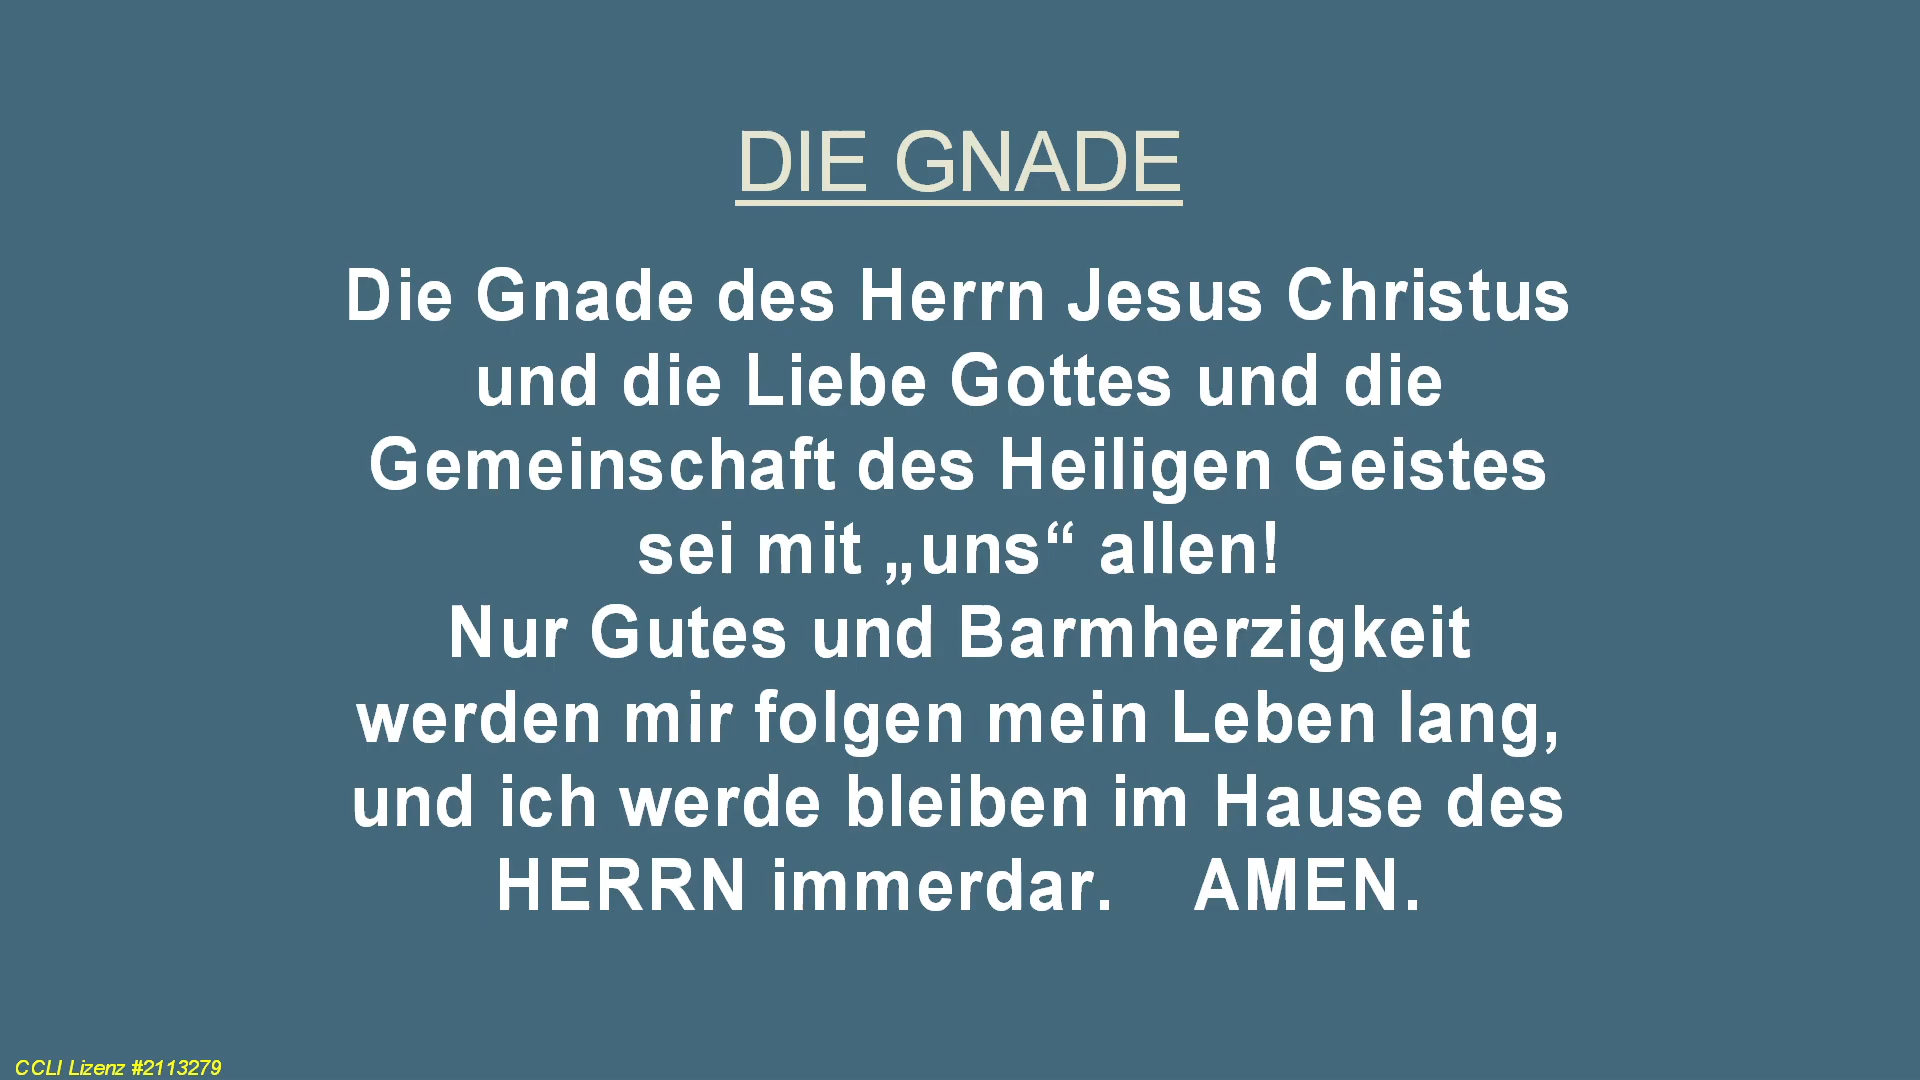 DIE GNADE
Die Gnade des Herrn Jesus Christus
und die Liebe Gottes und die
Gemeinschaft des Heiligen Geistes
sei mit „uns“ allen!
Nur Gutes und Barmherzigkeit
werden mir folgen mein Leben lang,
und ich werde bleiben im Hause des
HERRN immerdar. AMEN.
CCLI Lizenz #2113279